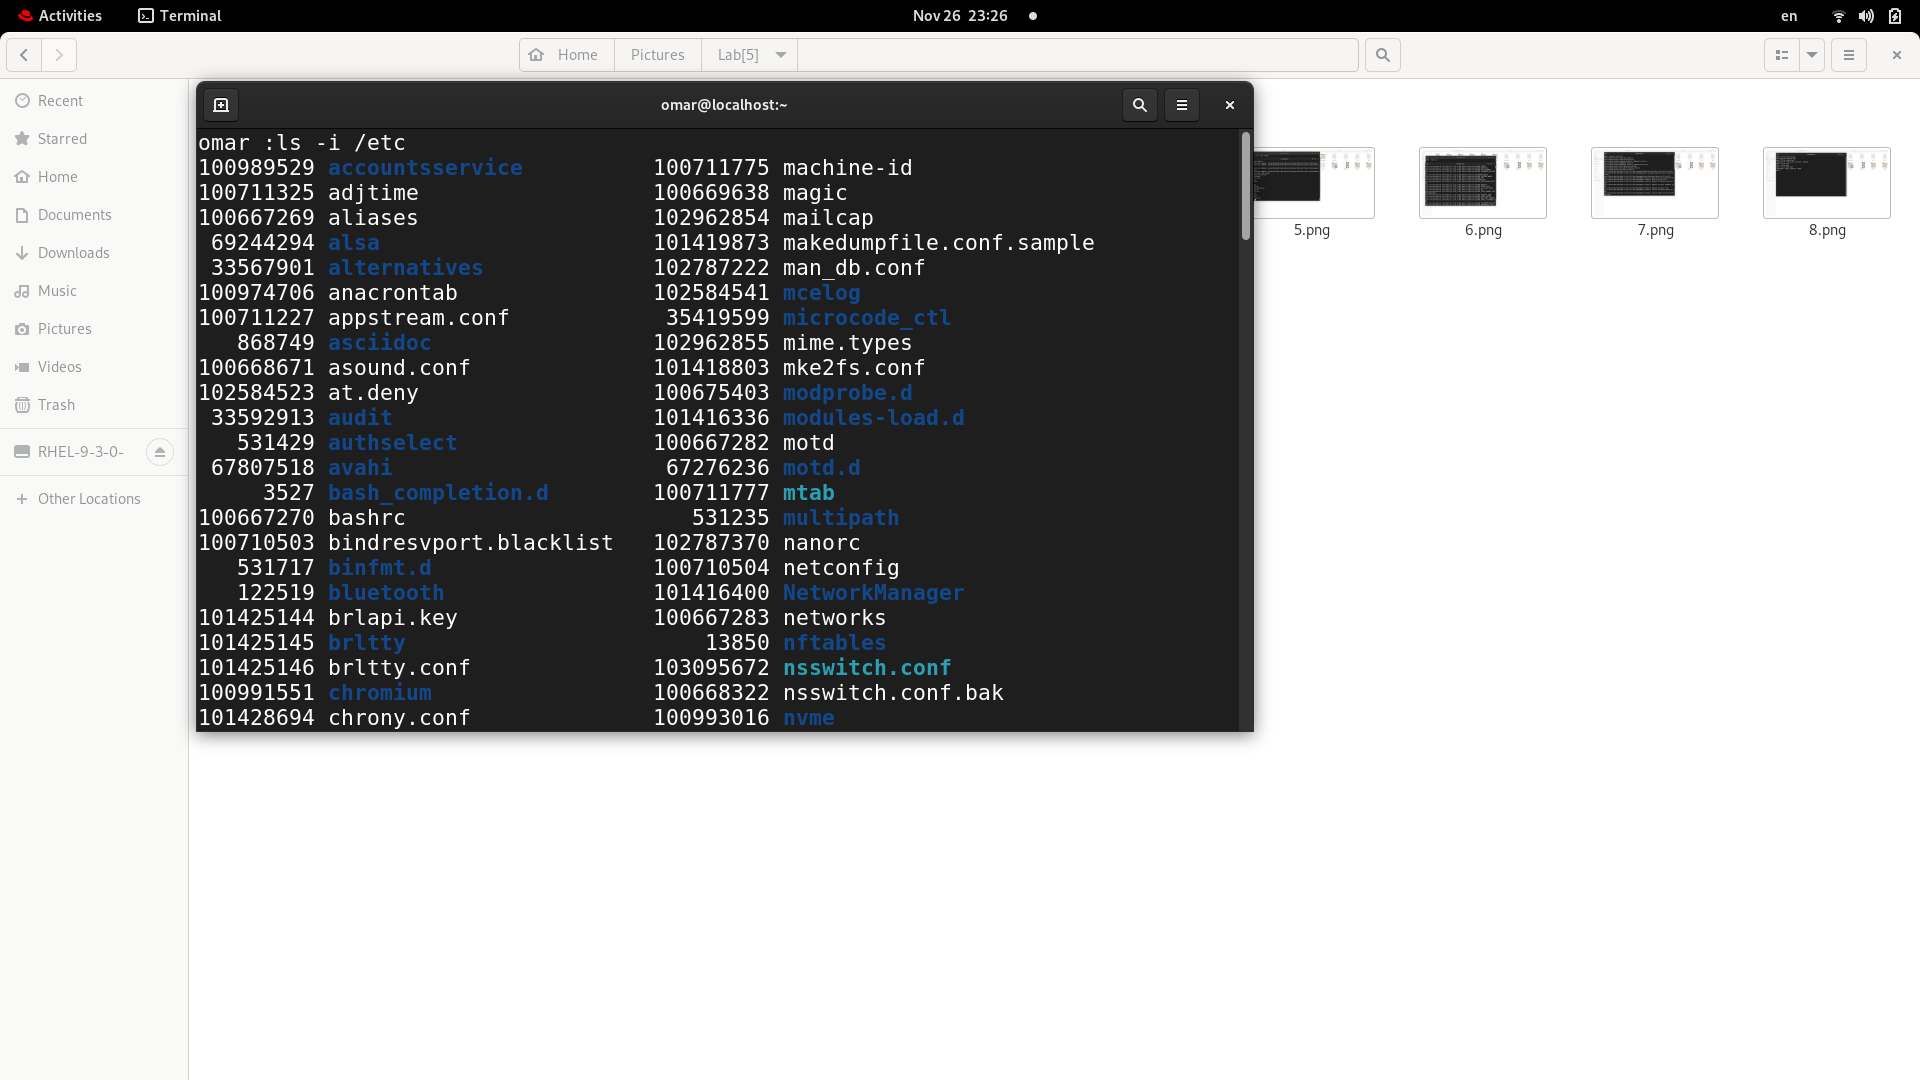 Activities Terminal Nov 26 23:26 en
Home Pictures Lab[5]
Recent
Starred
Home
Documents
Downloads
Music
Pictures
Videos
Trash
RHEL-9-3-0-
Other Locations
omar@localhost:~
omar :ls -i /etc
100989529 accountsservice 100711775 machine-id
100711325 adjtime 100669638 magic
100667269 aliases 102962854 mailcap
69244294 alsa 101419873 makedumpfile.conf.sample
33567901 alternatives 102787222 man_db.conf
100974706 anacrontab 102584541 mcelog
100711227 appstream.conf 35419599 microcode_ctl
868749 asciidoc 102962855 mime.types
100668671 asound.conf 101418803 mke2fs.conf
102584523 at.deny 100675403 modprobe.d
33592913 audit 101416336 modules-load.d
531429 authselect 100667282 motd
67807518 avahi 67276236 motd.d
3527 bash_completion.d 100711777 mtab
100667270 bashrc 531235 multipath
100710503 bindresvport.blacklist 102787370 nanorc
531717 binfmt.d 100710504 netconfig
122519 bluetooth 101416400 NetworkManager
101425144 brlapi.key 100667283 networks
101425145 brltty 13850 nftables
101425146 brltty.conf 103095672 nsswitch.conf
100991551 chromium 100668322 nsswitch.conf.bak
101428694 chrony.conf 100993016 nvme
5.png 6.png 7.png 8.png